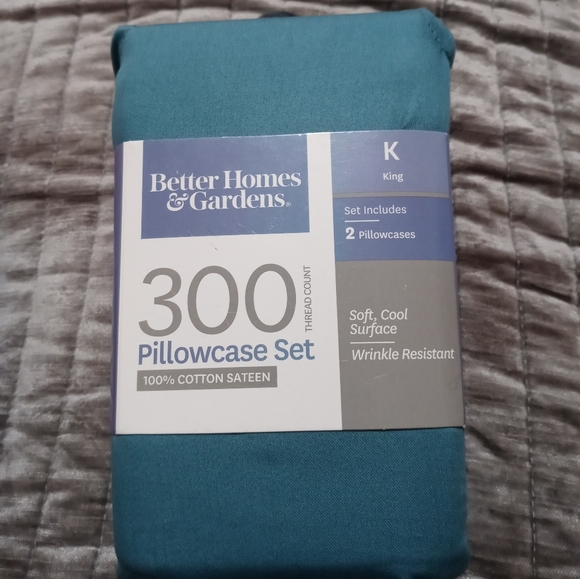 Better Homes
& Gardens®
300
THREAD COUNT
Pillowcase Set
100% COTTON SATEEN
K
King
Set Includes
2 Pillowcases
Soft, Cool
Surface
Wrinkle Resistant